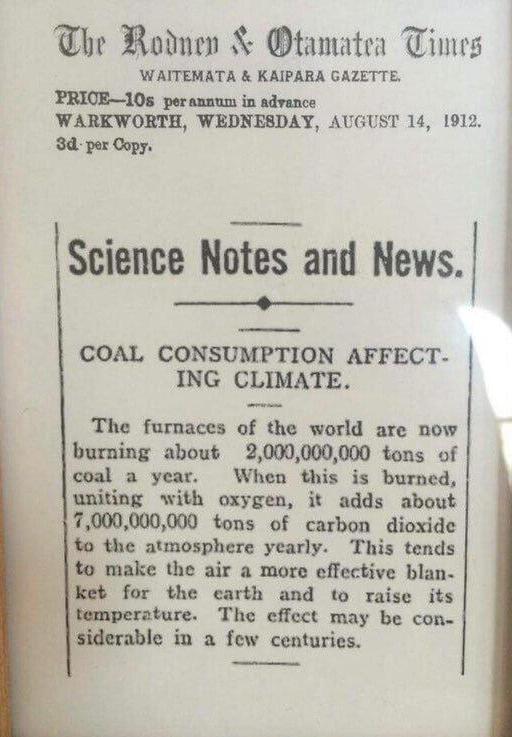 The Rodney & Otamatea Times
WAITEMATA & KAIPARA GAZETTE.
PRICE—10s per annum in advance
WARKWORTH, WEDNESDAY, AUGUST 14, 1912.
3d per Copy.
Science Notes and News.
COAL CONSUMPTION AFFECT-
ING CLIMATE.
The furnaces of the world are now
burning about 2,000,000,000 tons of
coal a year. When this is burned,
uniting with oxygen, it adds about
7,000,000,000 tons of carbon dioxide
to the atmosphere yearly. This tends
to make the air a more effective blan-
ket for the earth and to raise its
temperature. The effect may be con-
siderable in a few centuries.